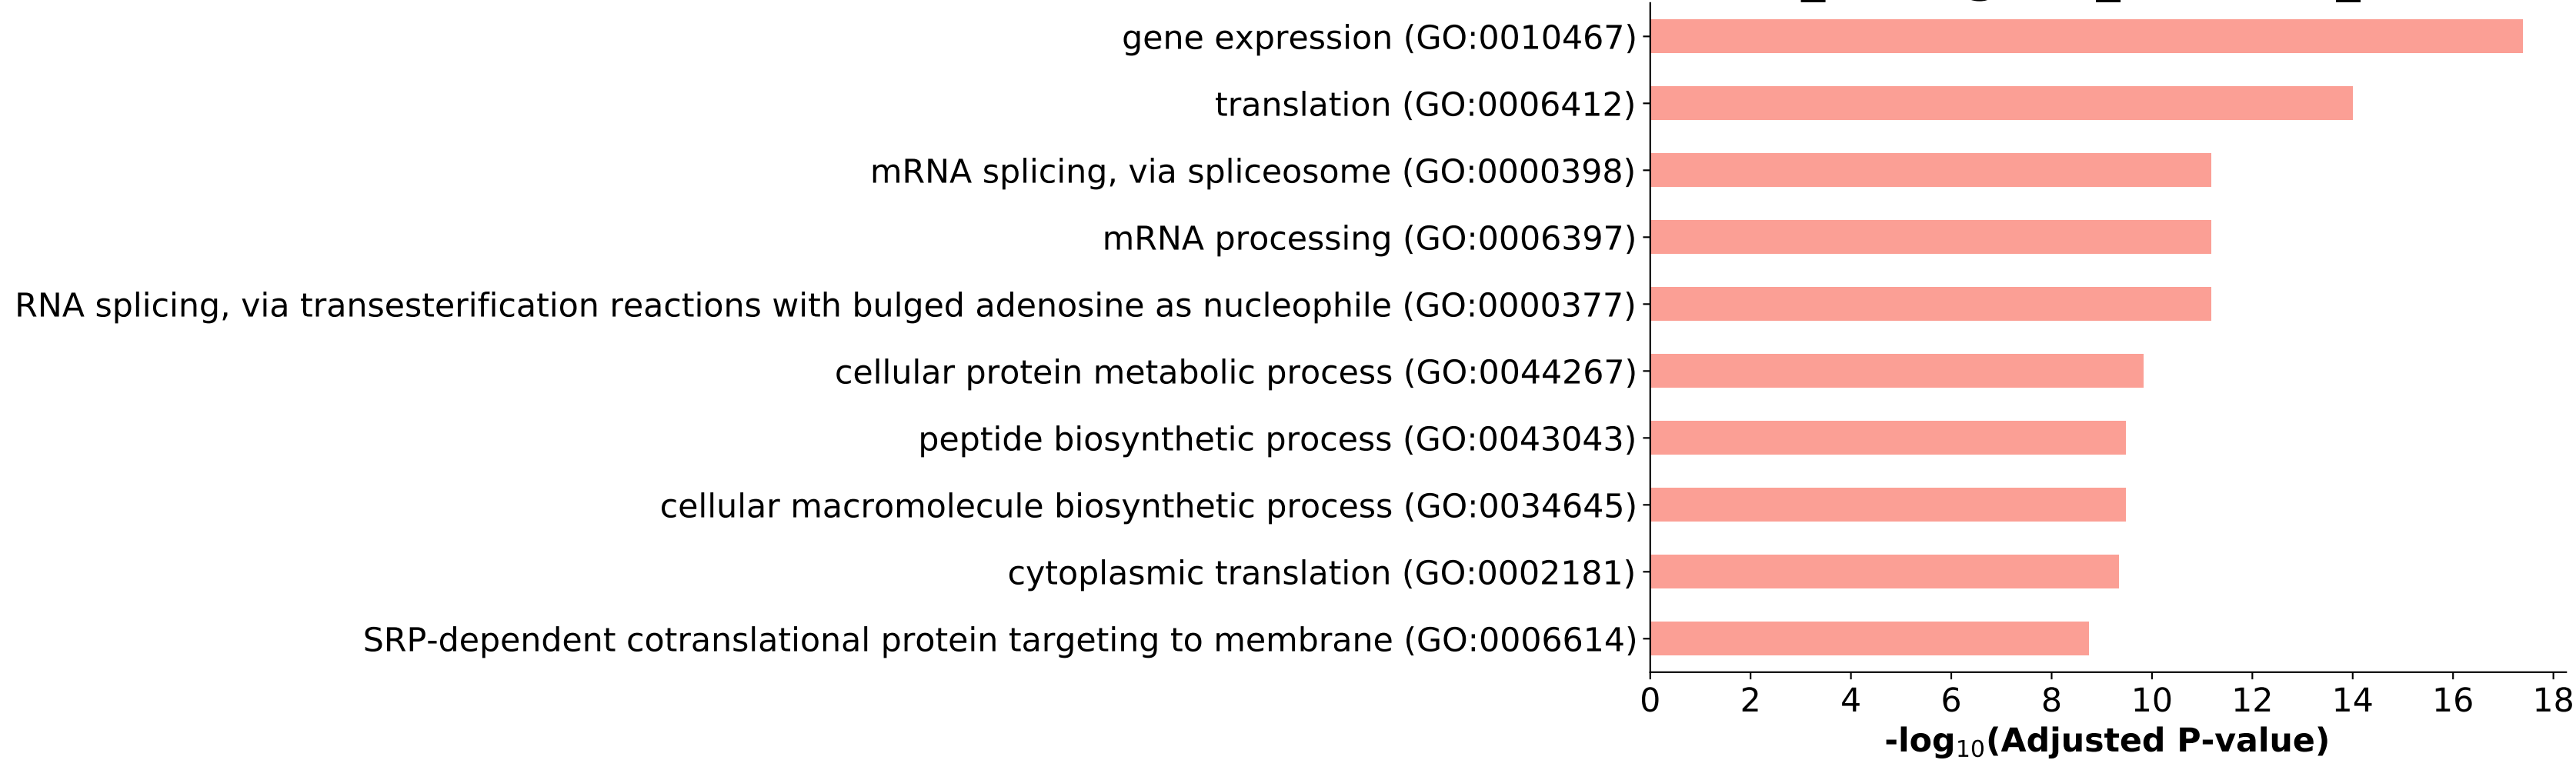 gene expression (GO:0010467)
translation (GO:0006412)
mRNA splicing, via spliceosome (GO:0000398)
mRNA processing (GO:0006397)
RNA splicing, via transesterification reactions with bulged adenosine as nucleophile (GO:0000377)
cellular protein metabolic process (GO:0044267)
peptide biosynthetic process (GO:0043043)
cellular macromolecule biosynthetic process (GO:0034645)
cytoplasmic translation (GO:0002181)
SRP-dependent cotranslational protein targeting to membrane (GO:0006614)
0 2 4 6 8 10 12 14 16 18
-log₁₀(Adjusted P-value)